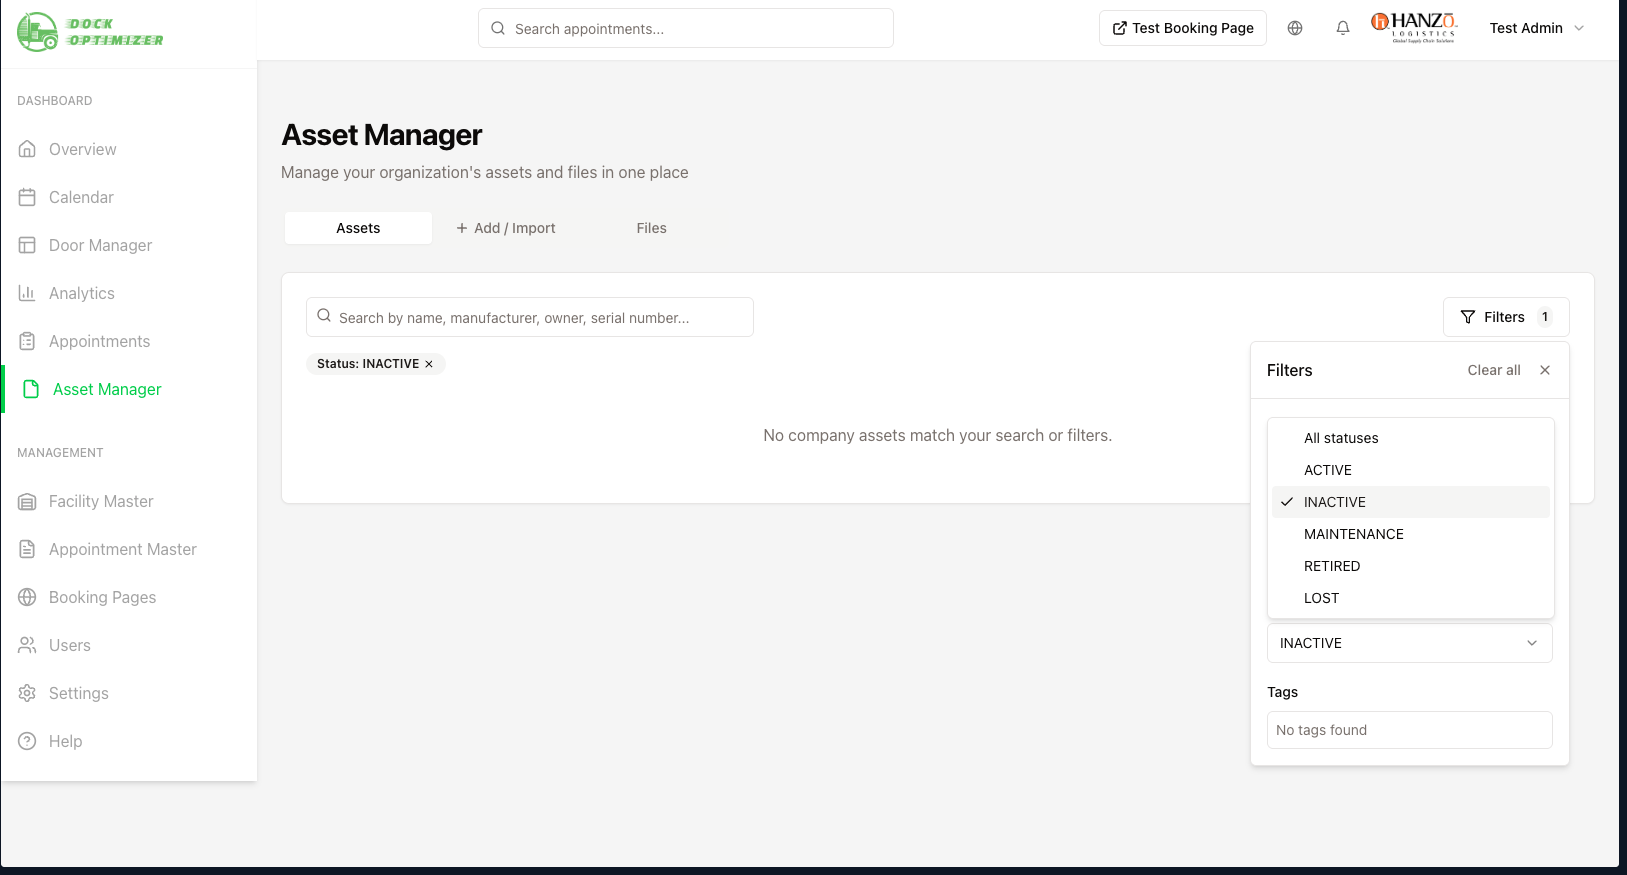 DOCK
OPTIMIZER
Search appointments...
Test Booking Page
HANZO
LOGISTICS
Global Supply Chain Solutions
Test Admin
DASHBOARD
Overview
Calendar
Door Manager
Analytics
Appointments
Asset Manager
MANAGEMENT
Facility Master
Appointment Master
Booking Pages
Users
Settings
Help
Asset Manager
Manage your organization's assets and files in one place
Assets
Add / Import
Files
Search by name, manufacturer, owner, serial number...
Filters 1
Status: INACTIVE
No company assets match your search or filters.
Filters
Clear all
All statuses
ACTIVE
INACTIVE
MAINTENANCE
RETIRED
LOST
INACTIVE
Tags
No tags found